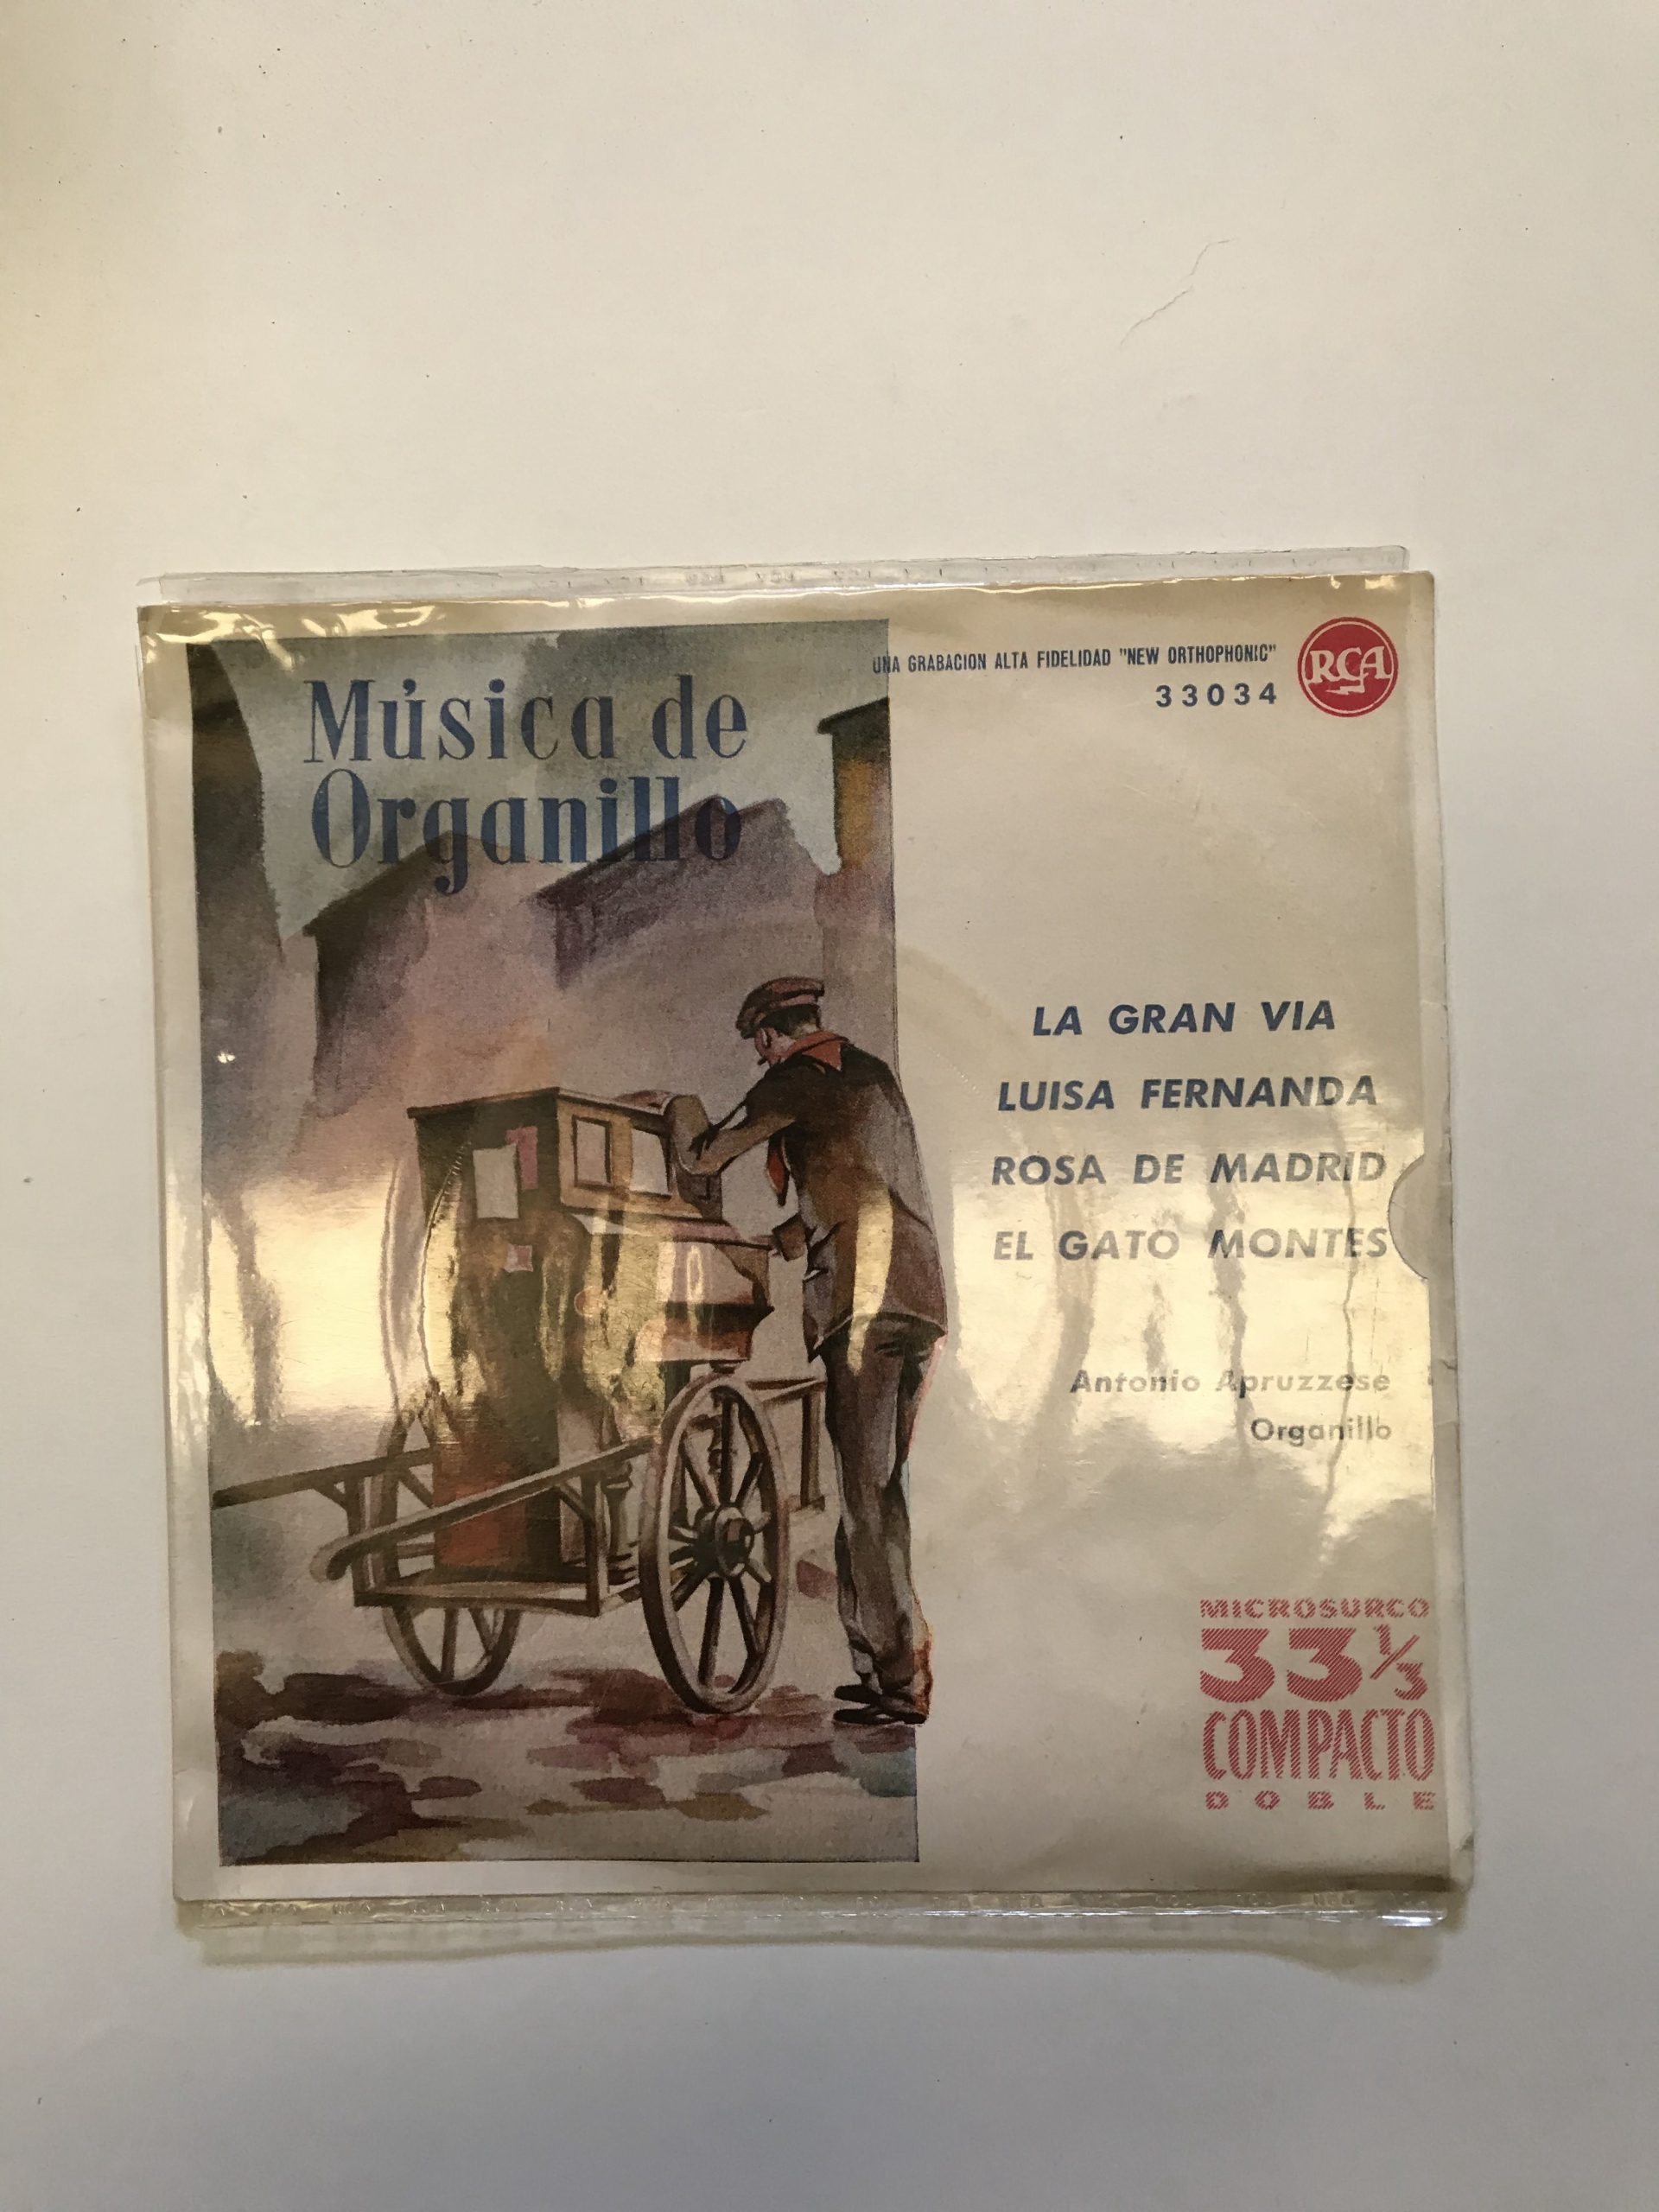 Música de
Organillo
UNA GRABACION ALTA FIDELIDAD "NEW ORTHOPHONIC"
33034
RCA
LA GRAN VIA
LUISA FERNANDA
ROSA DE MADRID
EL GATO MONTES
Antonio Apruzzese
Organillo
MICROSURCO
33⅓
COMPACTO
DOBLE